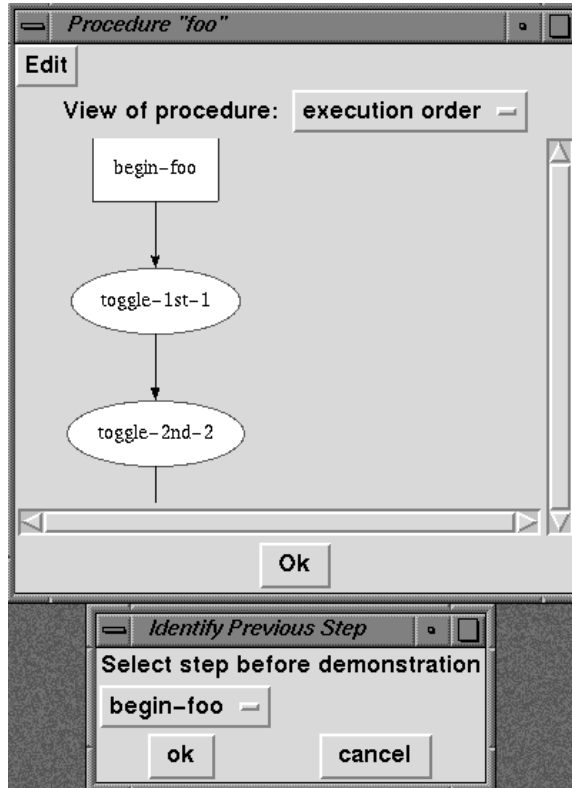 Procedure "foo"
Edit
View of procedure: execution order
begin-foo
toggle-1st-1
toggle-2nd-2
Ok
Identify Previous Step
Select step before demonstration
begin-foo
ok cancel